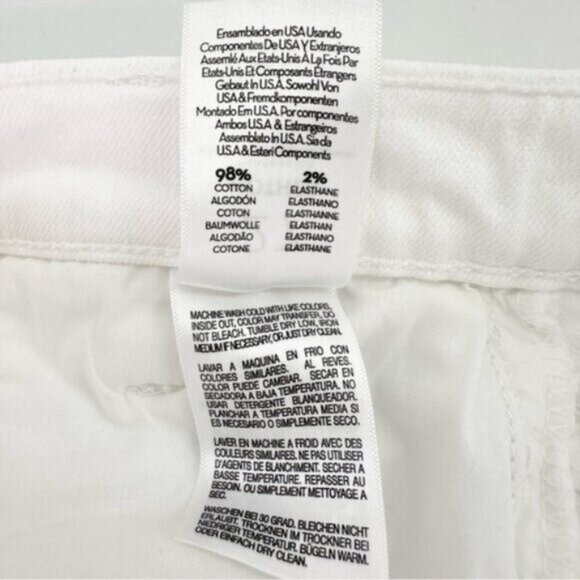 Ensamblado en USA Usando
Componentes De USA Y Extranjeros
Assemlé Aux Etats-Unis À La Fois Par
Etats-Unis Et Composants Étrangers
Gebaut In U.S.A. Sowohl Von
USA & Fremdkomponenten
Montado Em U.S.A. Por componentes
Ambos U.S.A & Estrangeiros
Assemblato In U.S.A. Sia da
U.S.A & Esteri Components
98% 2%
COTTON ELASTHANE
ALGODÓN ELASTHANO
COTON ELASTHANNE
BAUMWOLLE ELASTHAN
ALGODÃO ELASTHANO
COTONE ELASTHANE
MACHINE WASH COLD WITH LIKE COLORS,
INSIDE OUT, COLOR MAY TRANSFER, DO
NOT BLEACH. TUMBLE DRY LOW, IRON
MEDIUM IF NECESSARY, OR JUST DRY CLEAN.
LAVAR A MAQUINA EN FRIO CON
COLORES SIMILARES. AL REVES.
COLOR PUEDE CAMBIAR. SECAR EN
SECADORA A BAJA TEMPERATURA. NO
USAR DETERGENTE BLANQUEADOR.
PLANCHAR A TEMPERATURA MEDIA SI
ES NECESARIO O SIMPLEMENTE SECO.
LAVER EN MACHINE A FROID AVEC DES
COULEURS SIMILAIRES. NE PAS UTILISER
D'AGENTS DE BLANCHIMENT. SECHER A
BASSE TEMPERATURE. REPASSER AU
BESOIN. OU SIMPLEMENT METTOYAGE A
SEC.
WASCHEN BEI 30 GRAD. BLEICHEN NICHT
ERLAUBT. TROCKNEN IM TROCKNER BEI
NIEDRIGER TEMPERATUR. BÜGELN WARM.
ODER EINFACH DRY CLEAN.